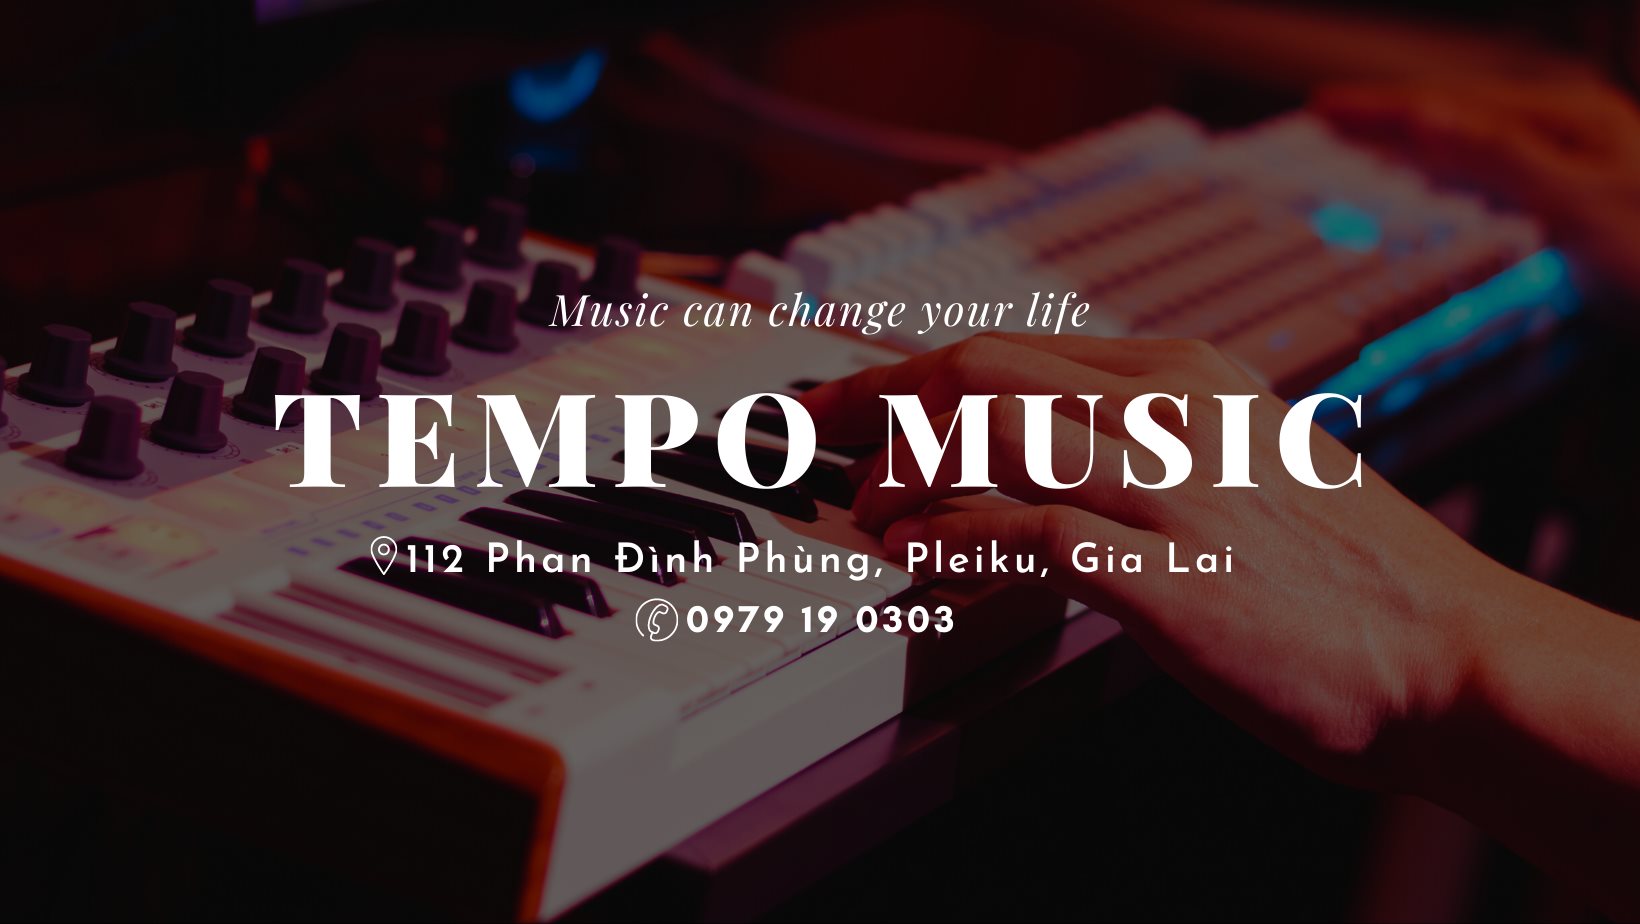 Music can change your life
TEMPO MUSIC
112 Phan Đình Phùng, Pleiku, Gia Lai
0979 19 0303